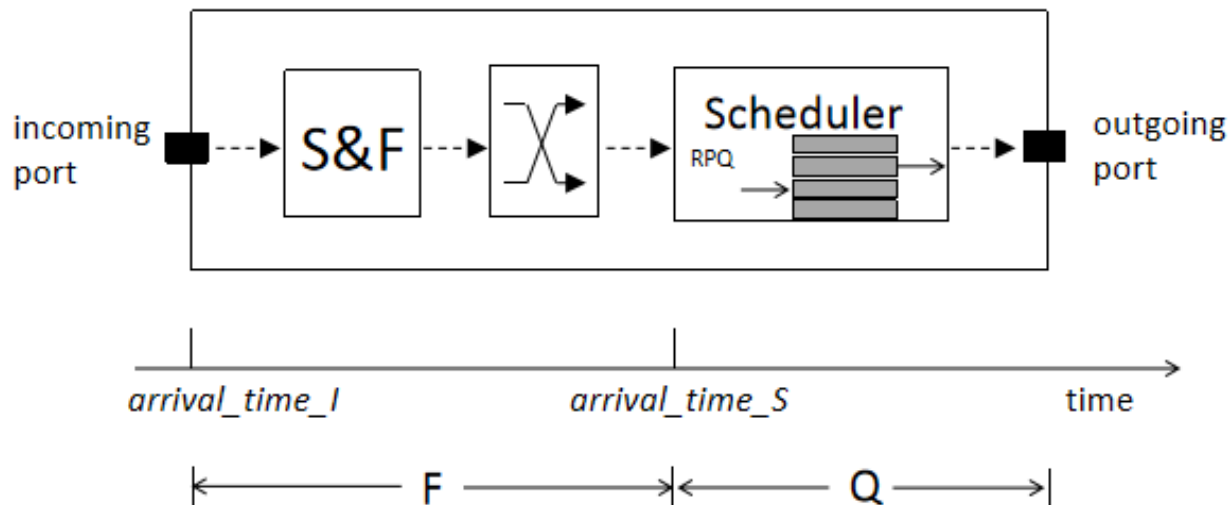 incoming
port
S&F
Scheduler
RPQ
outgoing
port
arrival_time_I
arrival_time_S
time
F
Q